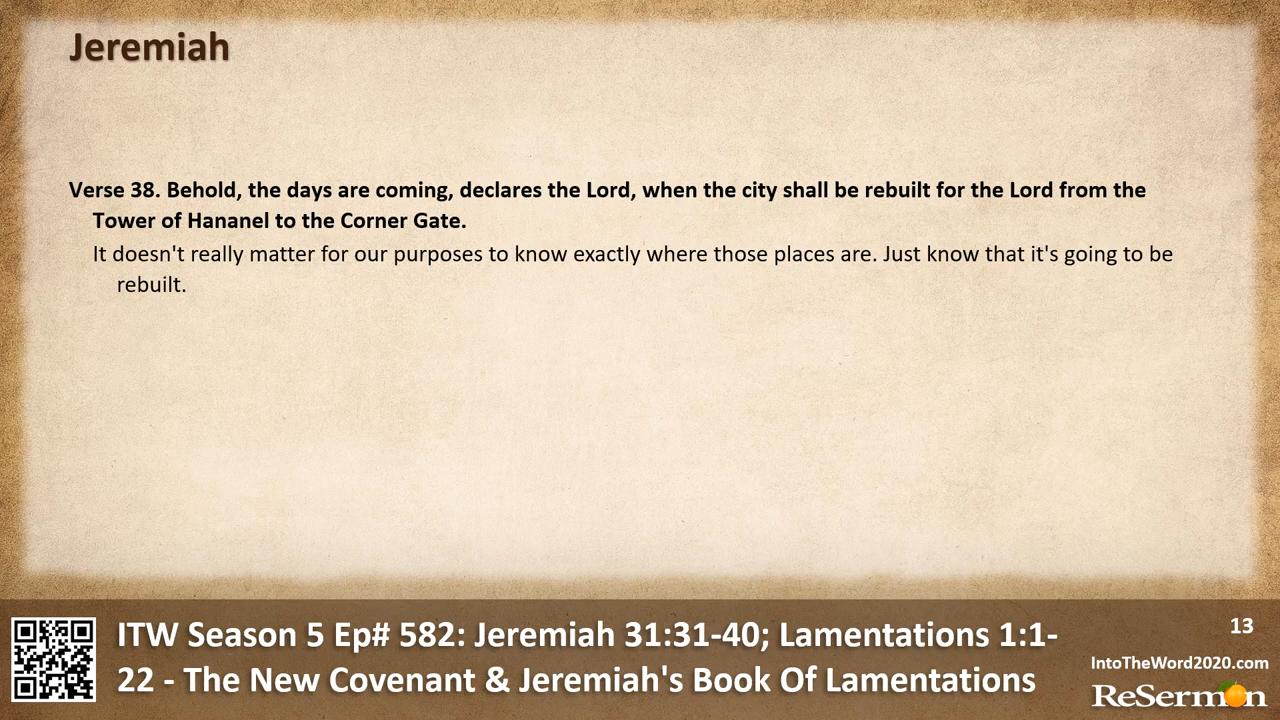 Jeremiah
Verse 38. Behold, the days are coming, declares the Lord, when the city shall be rebuilt for the Lord from the
Tower of Hananel to the Corner Gate.
It doesn't really matter for our purposes to know exactly where those places are. Just know that it's going to be
rebuilt.
ITW Season 5 Ep# 582: Jeremiah 31:31-40; Lamentations 1:1-
22 - The New Covenant & Jeremiah's Book Of Lamentations
13
IntoTheWord2020.com
ReSermon